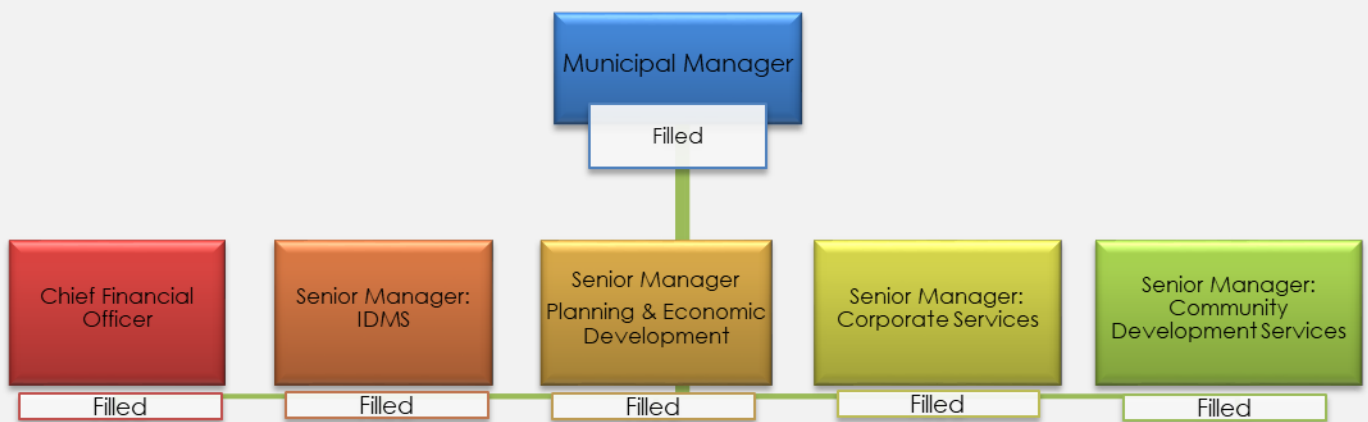 Municipal Manager
Filled
Chief Financial
Officer
Filled
Senior Manager:
IDMS
Filled
Senior Manager
Planning & Economic
Development
Filled
Senior Manager:
Corporate Services
Filled
Senior Manager:
Community
Development Services
Filled